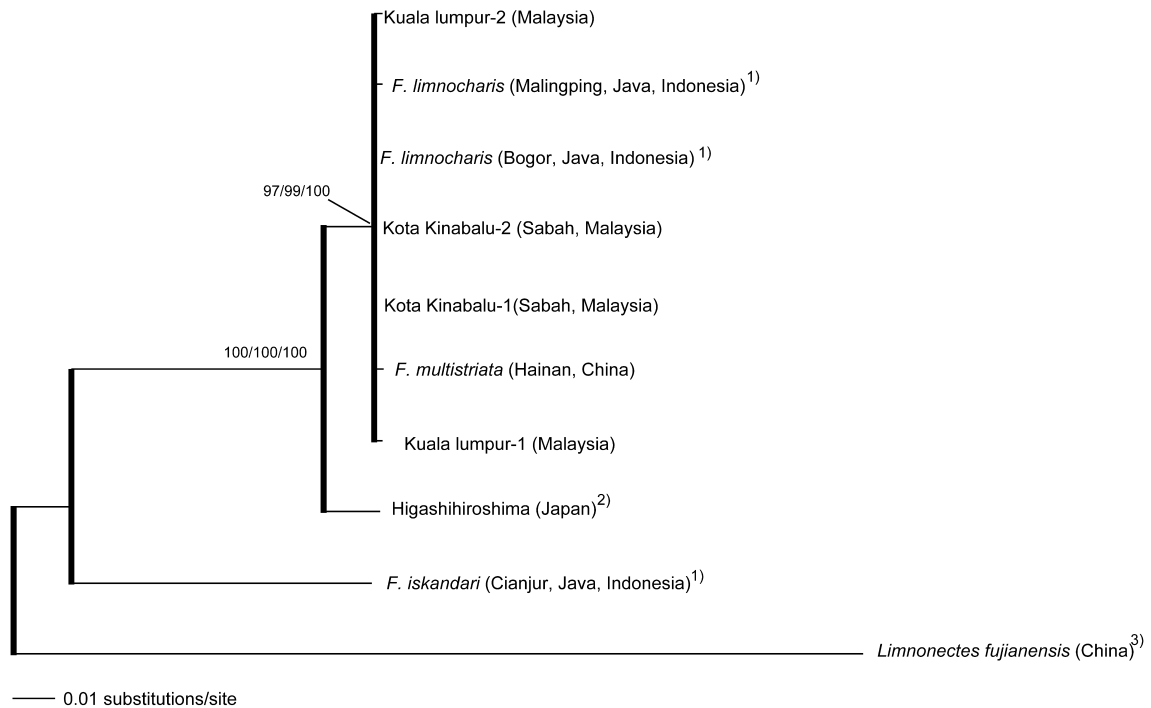 Kuala lumpur-2 (Malaysia)
F. limnocharis (Malingping, Java, Indonesia)1)
F. limnocharis (Bogor, Java, Indonesia) 1)
97/99/100
Kota Kinabalu-2 (Sabah, Malaysia)
Kota Kinabalu-1(Sabah, Malaysia)
100/100/100
F. multistriata (Hainan, China)
Kuala lumpur-1 (Malaysia)
Higashihiroshima (Japan)2)
F. iskandari (Cianjur, Java, Indonesia)1)
Limnonectes fujianensis (China)3)
0.01 substitutions/site